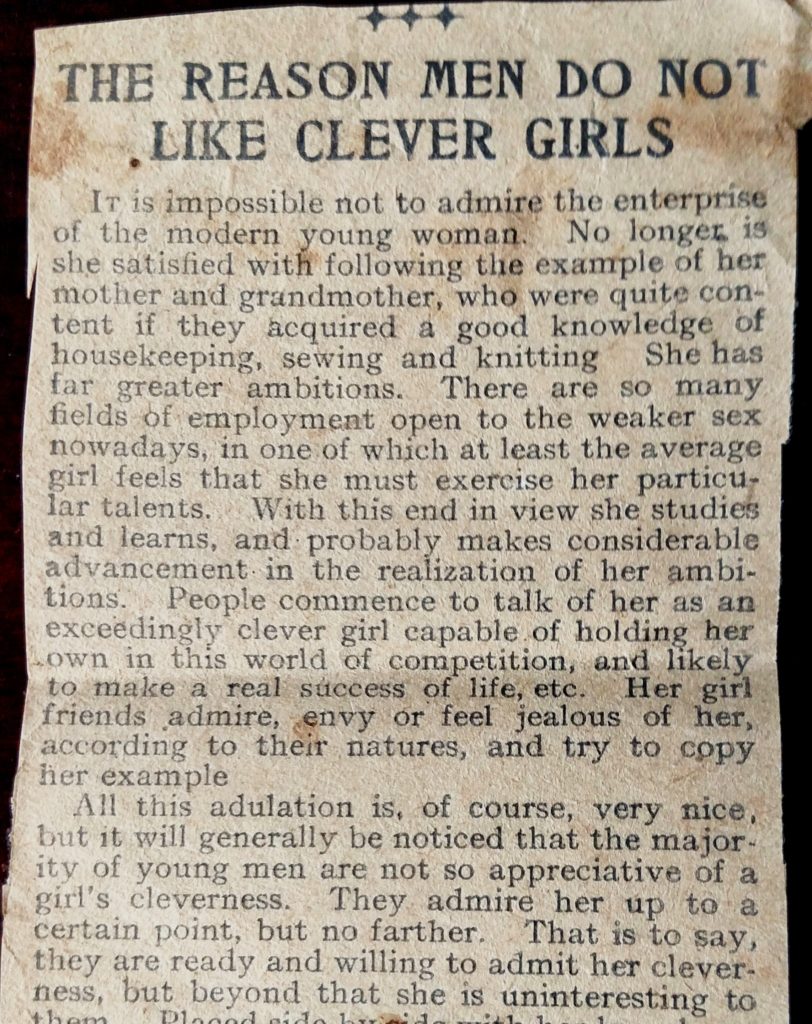 THE REASON MEN DO NOT
LIKE CLEVER GIRLS
IT is impossible not to admire the enterprise
of the modern young woman. No longer is
she satisfied with following the example of her
mother and grandmother, who were quite con-
tent if they acquired a good knowledge of
housekeeping, sewing and knitting She has
far greater ambitions. There are so many
fields of employment open to the weaker sex
nowadays, in one of which at least the average
girl feels that she must exercise her particu-
lar talents. With this end in view she studies
and learns, and probably makes considerable
advancement in the realization of her ambi-
tions. People commence to talk of her as an
exceedingly clever girl capable of holding her
own in this world of competition, and likely
to make a real success of life, etc. Her girl
friends admire, envy or feel jealous of her,
according to their natures, and try to copy
her example
All this adulation is, of course, very nice,
but it will generally be noticed that the major-
ity of young men are not so appreciative of a
girl's cleverness. They admire her up to a
certain point, but no farther. That is to say,
they are ready and willing to admit her clever-
ness, but beyond that she is uninteresting to
them. Placed side by side with